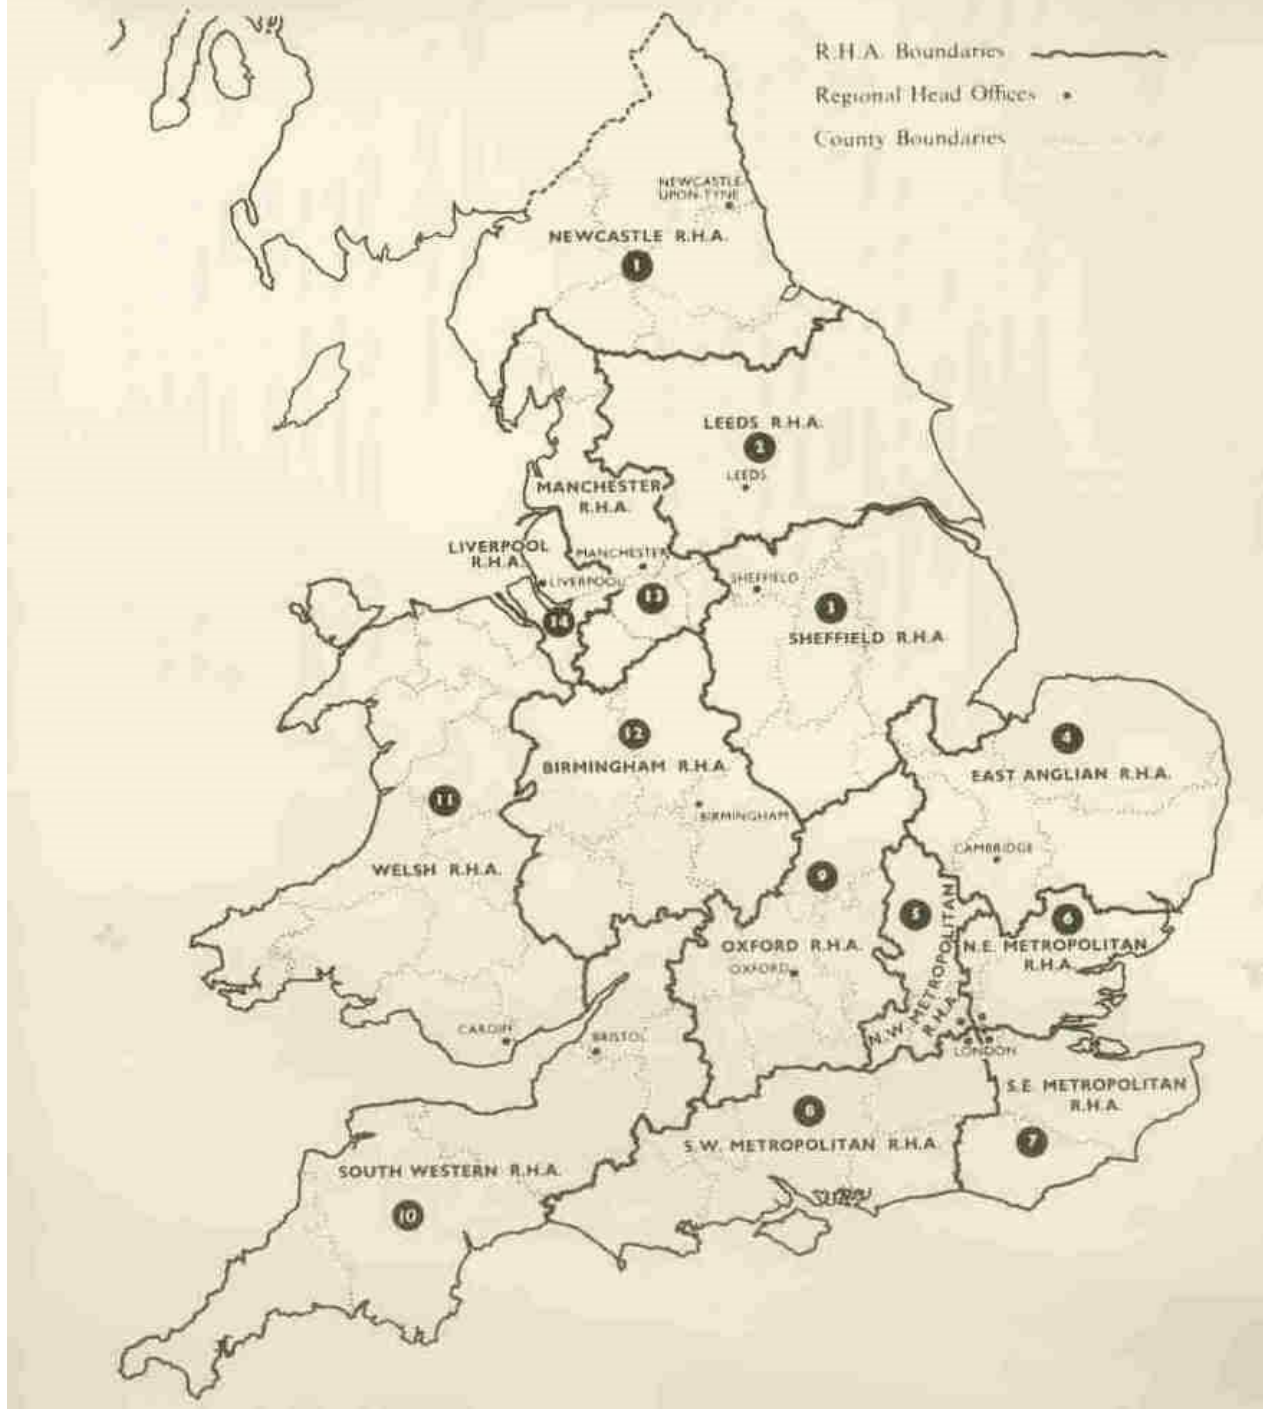 R.H.A. Boundaries
Regional Head Offices
County Boundaries
NEWCASTLE-
UPON-TYNE
NEWCASTLE R.H.A.
1
LEEDS R.H.A.
2
LEEDS
MANCHESTER
R.H.A.
LIVERPOOL
R.H.A.
MANCHESTER
LIVERPOOL
13
14
SHEFFIELD
3
SHEFFIELD R.H.A
12
BIRMINGHAM R.H.A.
BIRMINGHAM
4
EAST ANGLIAN R.H.A.
CAMBRIDGE
11
WELSH R.H.A.
9
OXFORD R.H.A.
OXFORD
5
N.W. METROPOLITAN
R.H.A.
6
N.E. METROPOLITAN
R.H.A.
CARDIFF
BRISTOL
LONDON
S.E. METROPOLITAN
R.H.A.
7
8
S.W. METROPOLITAN R.H.A.
SOUTH WESTERN R.H.A.
10